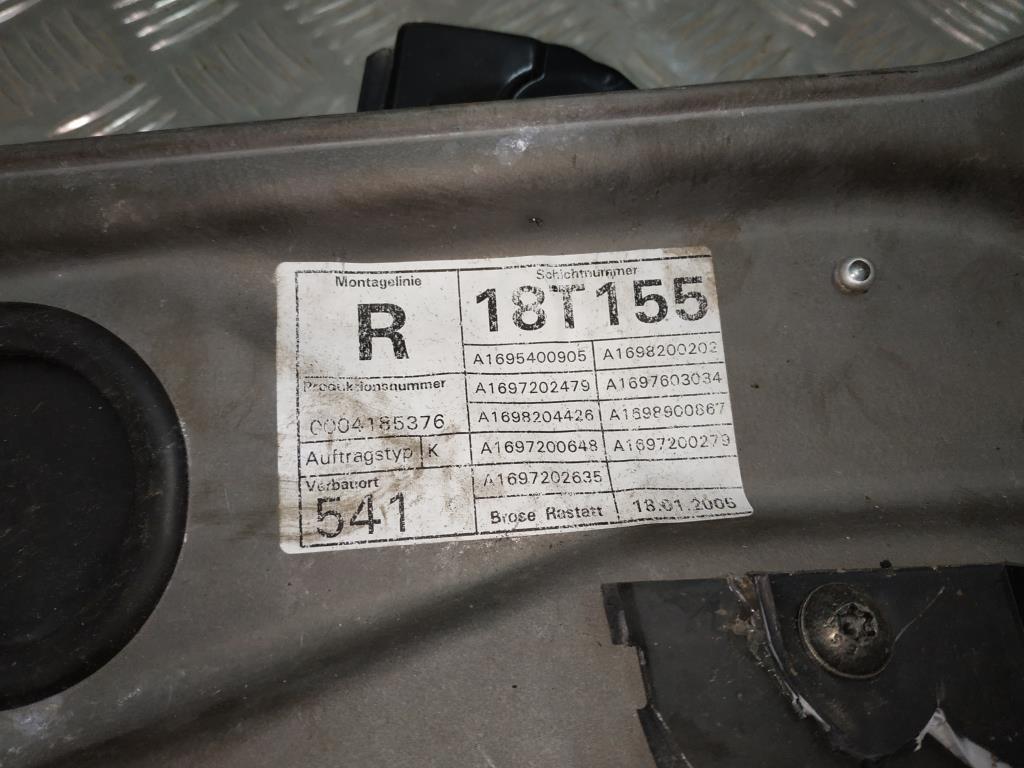 Montagelinie
R
Schichtnummer
18T155
A1695400905 A1698200202
Produktionsnummer
0004185376
A1697202479 A1697603034
A1698204426 A1698900867
Auftragstyp K
A1697200648 A1697200279
Verbauort
541
A1697202635
Brose Rastatt 18.01.2005